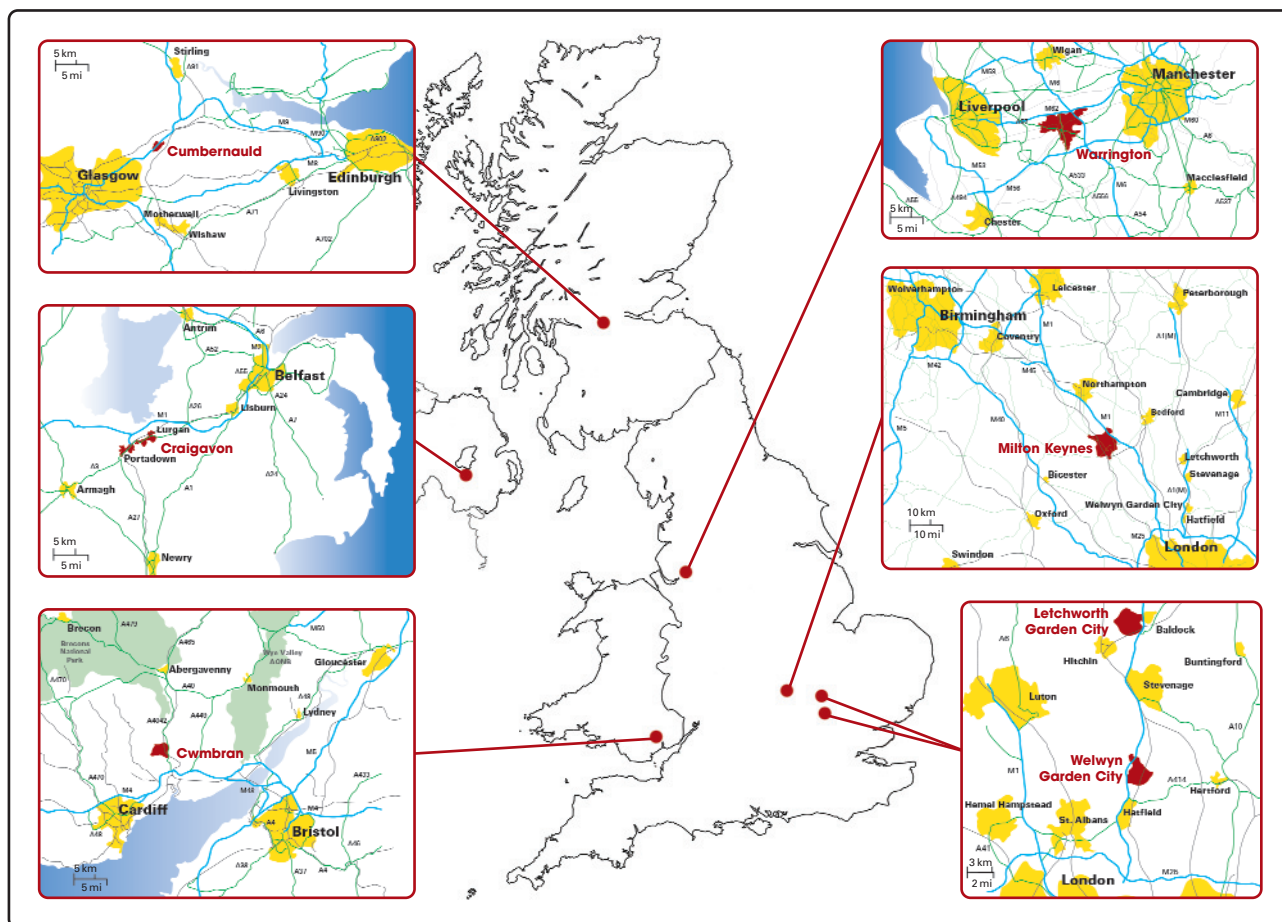 5 km
5 mi
Stirling
A91
M9
M90
A902
Cumbernauld
M8
Glasgow
Edinburgh
Livingston
Motherwell
A71
Wishaw
A702
Antrim
A6
A52
M2
A55
Belfast
A24
Lisburn
A26
A7
M1
Lurgan
Craigavon
Portadown
A3
A24
A1
Armagh
A27
5 km
5 mi
Newry
Brecon
A479
M50
Brecons
National
Park
A465
Wye Valley
AONB
Gloucester
Abergavenny
A470
A40
Monmouth
A48
A449
Lydney
A4042
Cwmbran
M5
A470
A433
M4
M48
Cardiff
M4
A4
A48
Bristol
A46
A38
A37
A4
5 km
5 mi
Wigan
M58
M6
Manchester
Liverpool
M62
M60
A6
Warrington
M53
A533
Macclesfield
M56
M6
A494
A556
A55
A537
5 km
A54
5 mi
Chester
Wolverhampton
Leicester
Peterborough
Birmingham
M1
A1(M)
Coventry
M42
M45
Northampton
Cambridge
M1
M40
Bedford
M11
M5
Milton Keynes
Letchworth
Bicester
Stevenage
A1(M)
Welwyn Garden City
10 km
10 mi
Oxford
Hatfield
M25
London
Swindon
Letchworth
Garden City
A6
Baldock
Hitchin
Buntingford
Stevenage
Luton
A10
Welwyn
Garden City
M1
A414
Hertford
Hemel Hampstead
Hatfield
St. Albans
A41
3 km
2 mi
M25
London